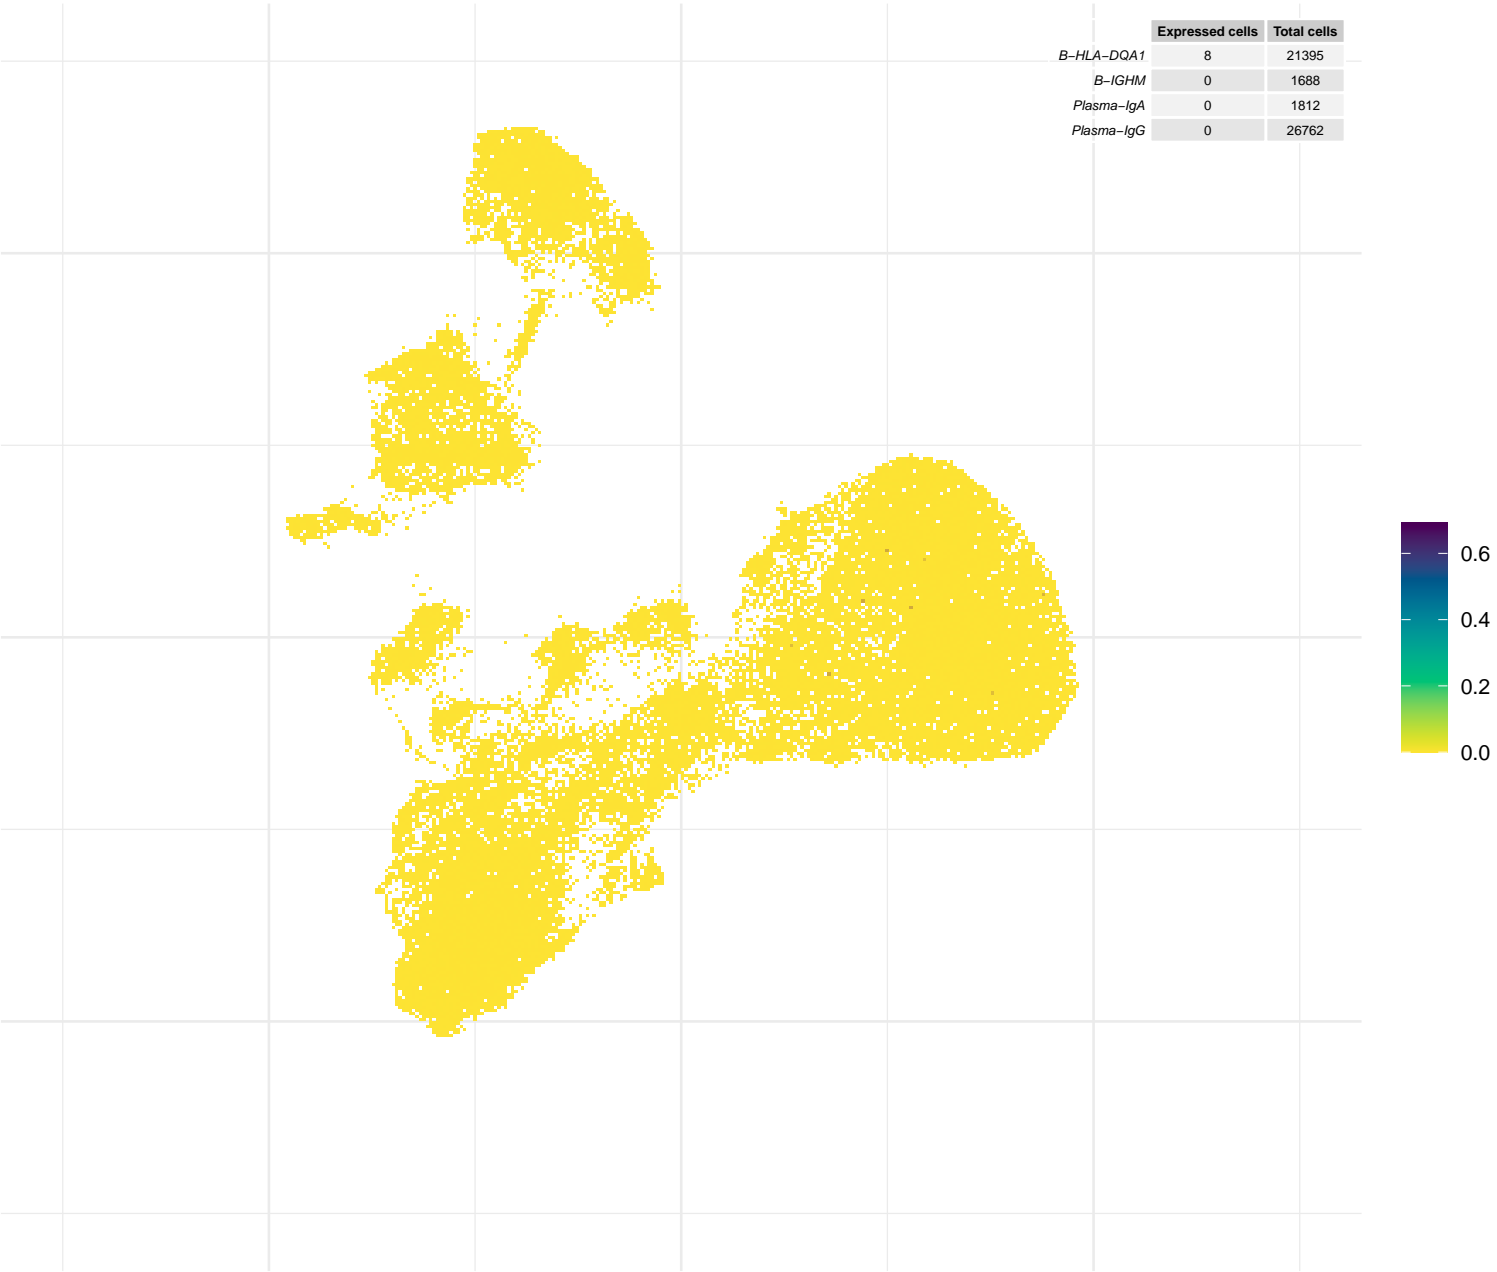 Expressed cells Total cells
B−HLA−DQA1 8 21395
B−IGHM 0 1688
Plasma−IgA 0 1812
Plasma−IgG 0 26762
0.6
0.4
0.2
0.0